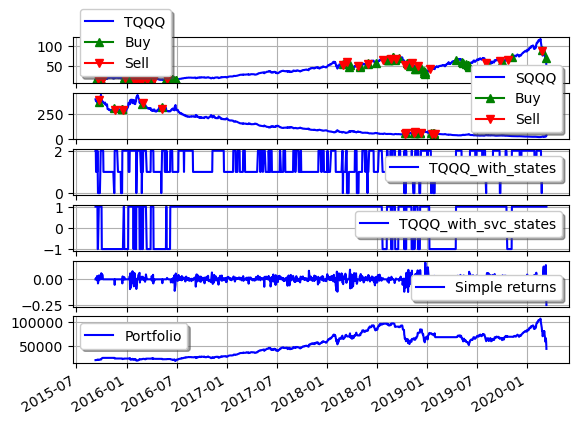 TQQQ
Buy
Sell
100
50
SQQQ
Buy
Sell
250
0
2
0
TQQQ_with_states
1
0
−1
TQQQ_with_svc_states
0.00
−0.25
Simple returns
100000
50000
Portfolio
2015-07
2016-01
2016-07
2017-01
2017-07
2018-01
2018-07
2019-01
2019-07
2020-01